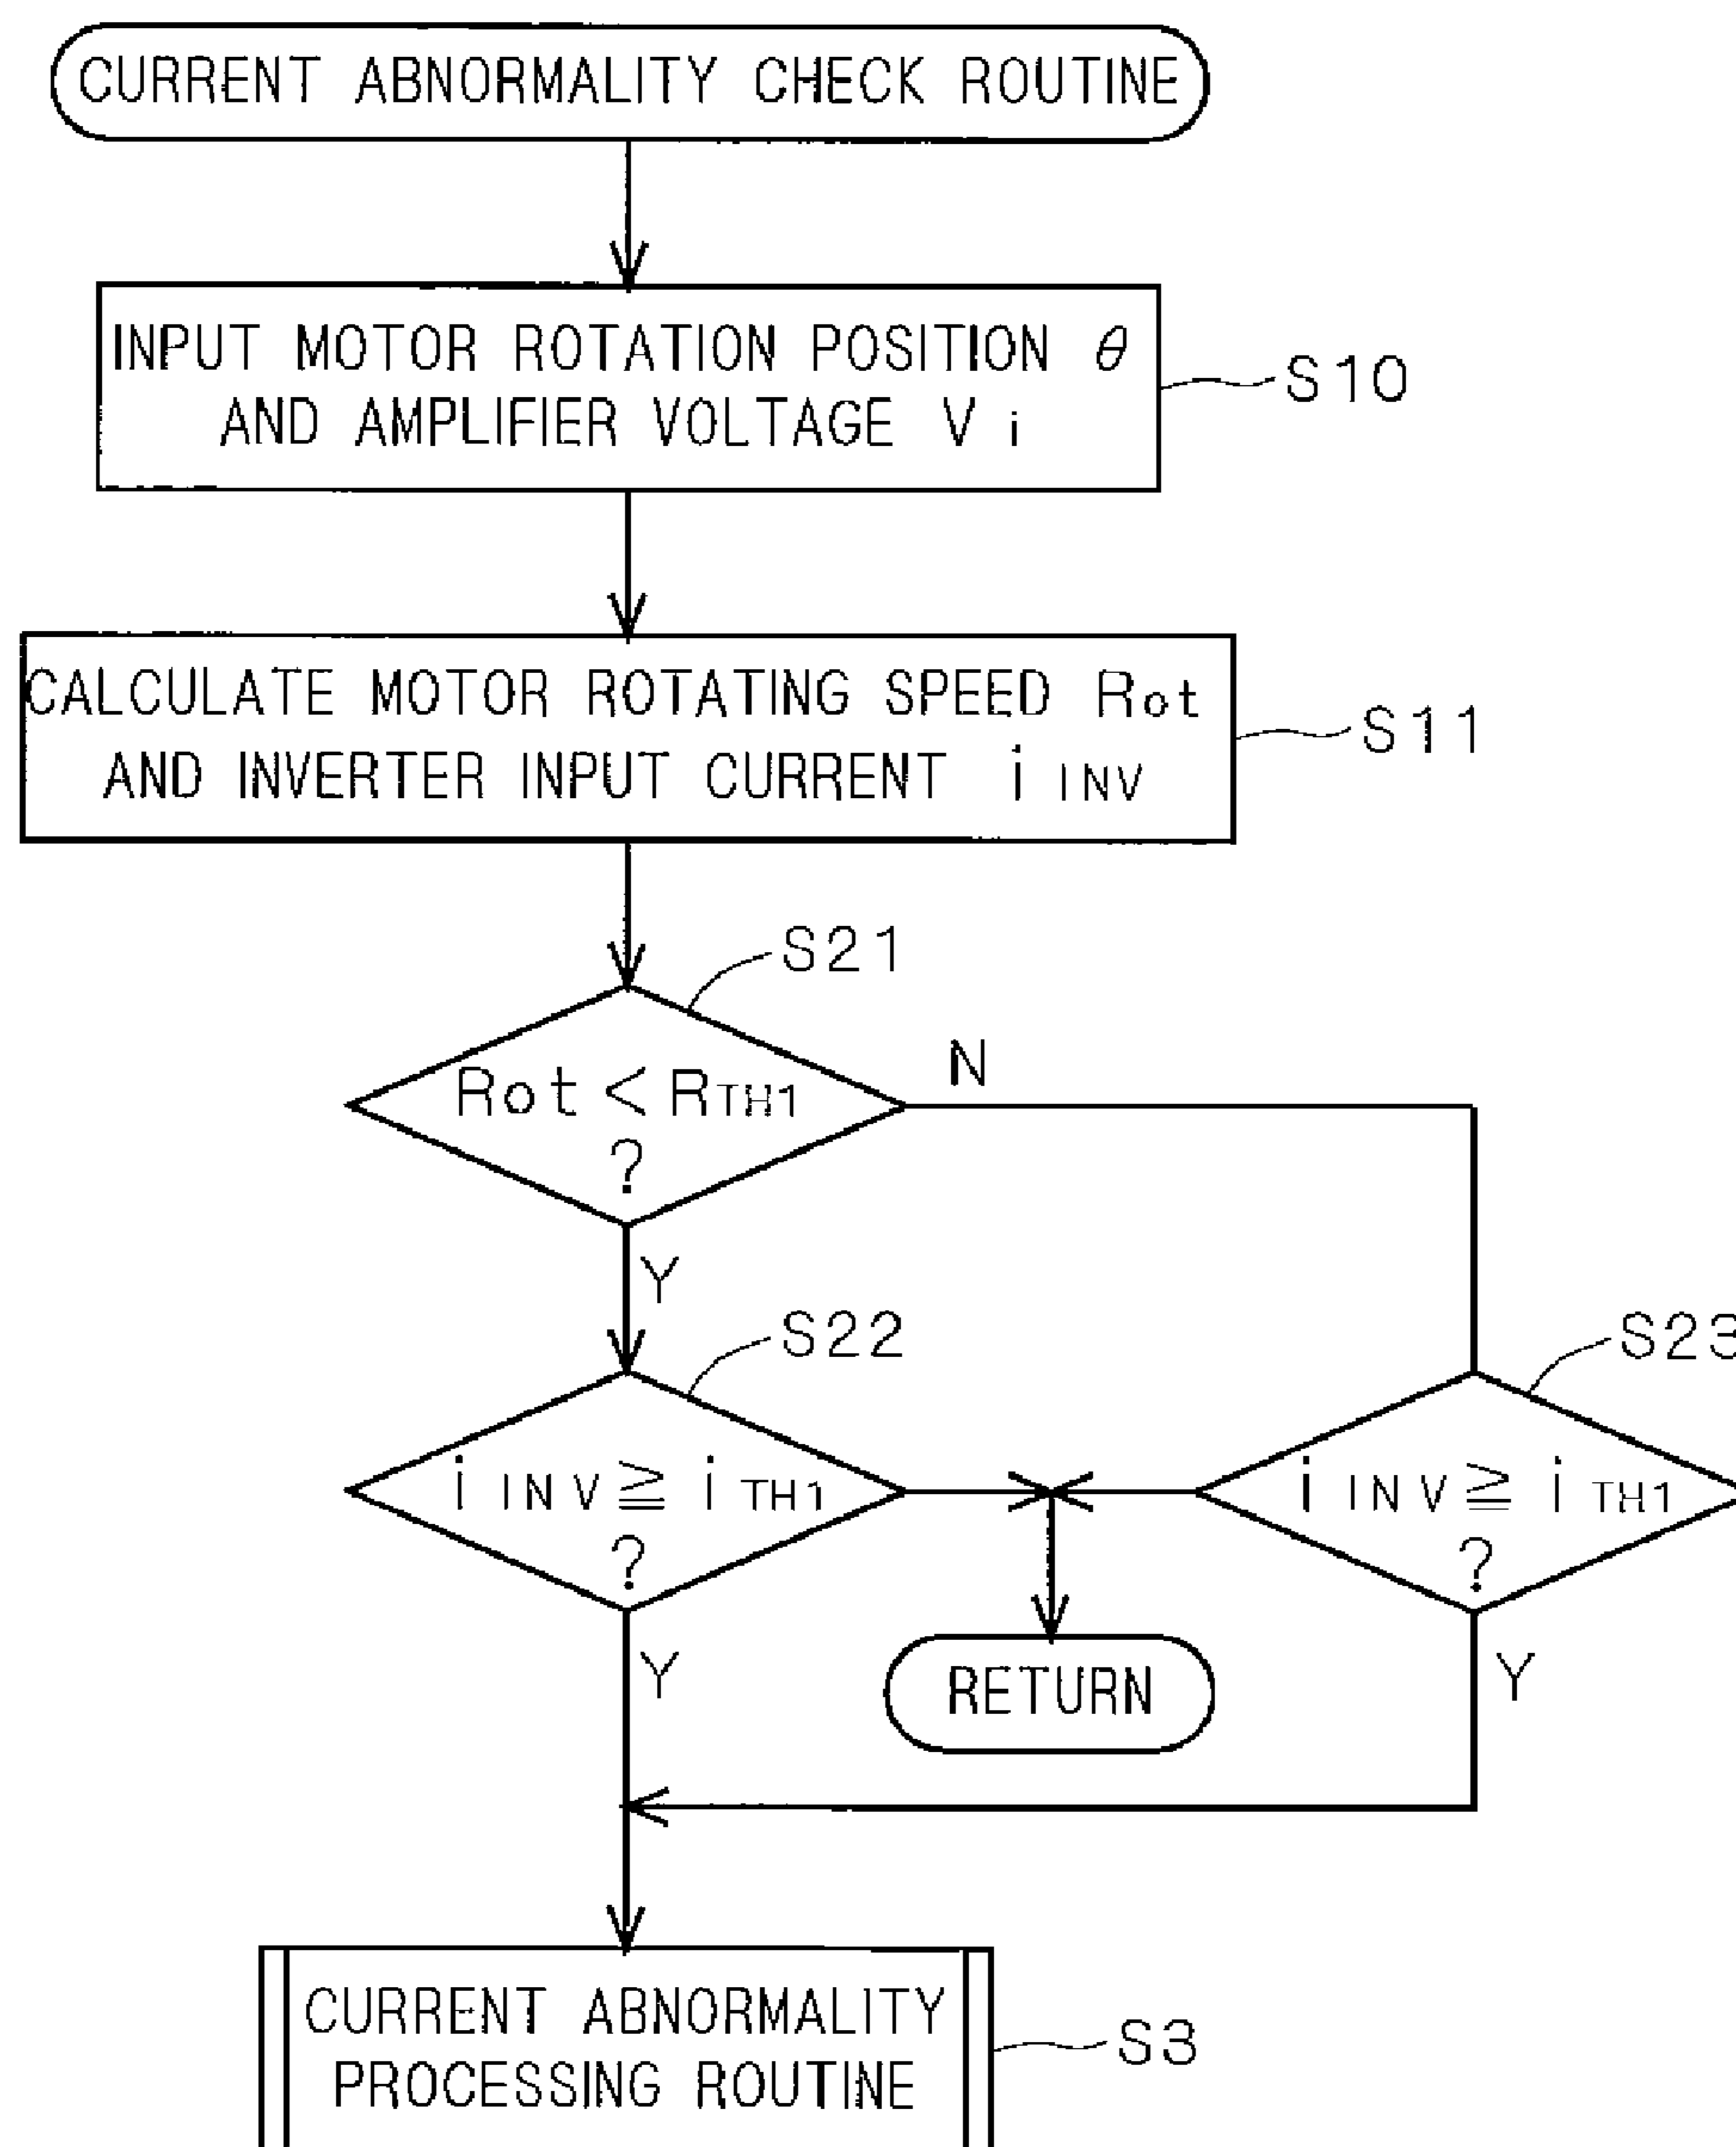 CURRENT ABNORMALITY CHECK ROUTINE
INPUT MOTOR ROTATION POSITION θ
AND AMPLIFIER VOLTAGE Vi
S10
CALCULATE MOTOR ROTATING SPEED Rot
AND INVERTER INPUT CURRENT iINV
S11
S21
Rot < RTH1
?
N
Y
S22
iINV ≧ iTH1
?
S23
iINV ≧ iTH1
?
Y
RETURN
Y
CURRENT ABNORMALITY
PROCESSING ROUTINE
S3